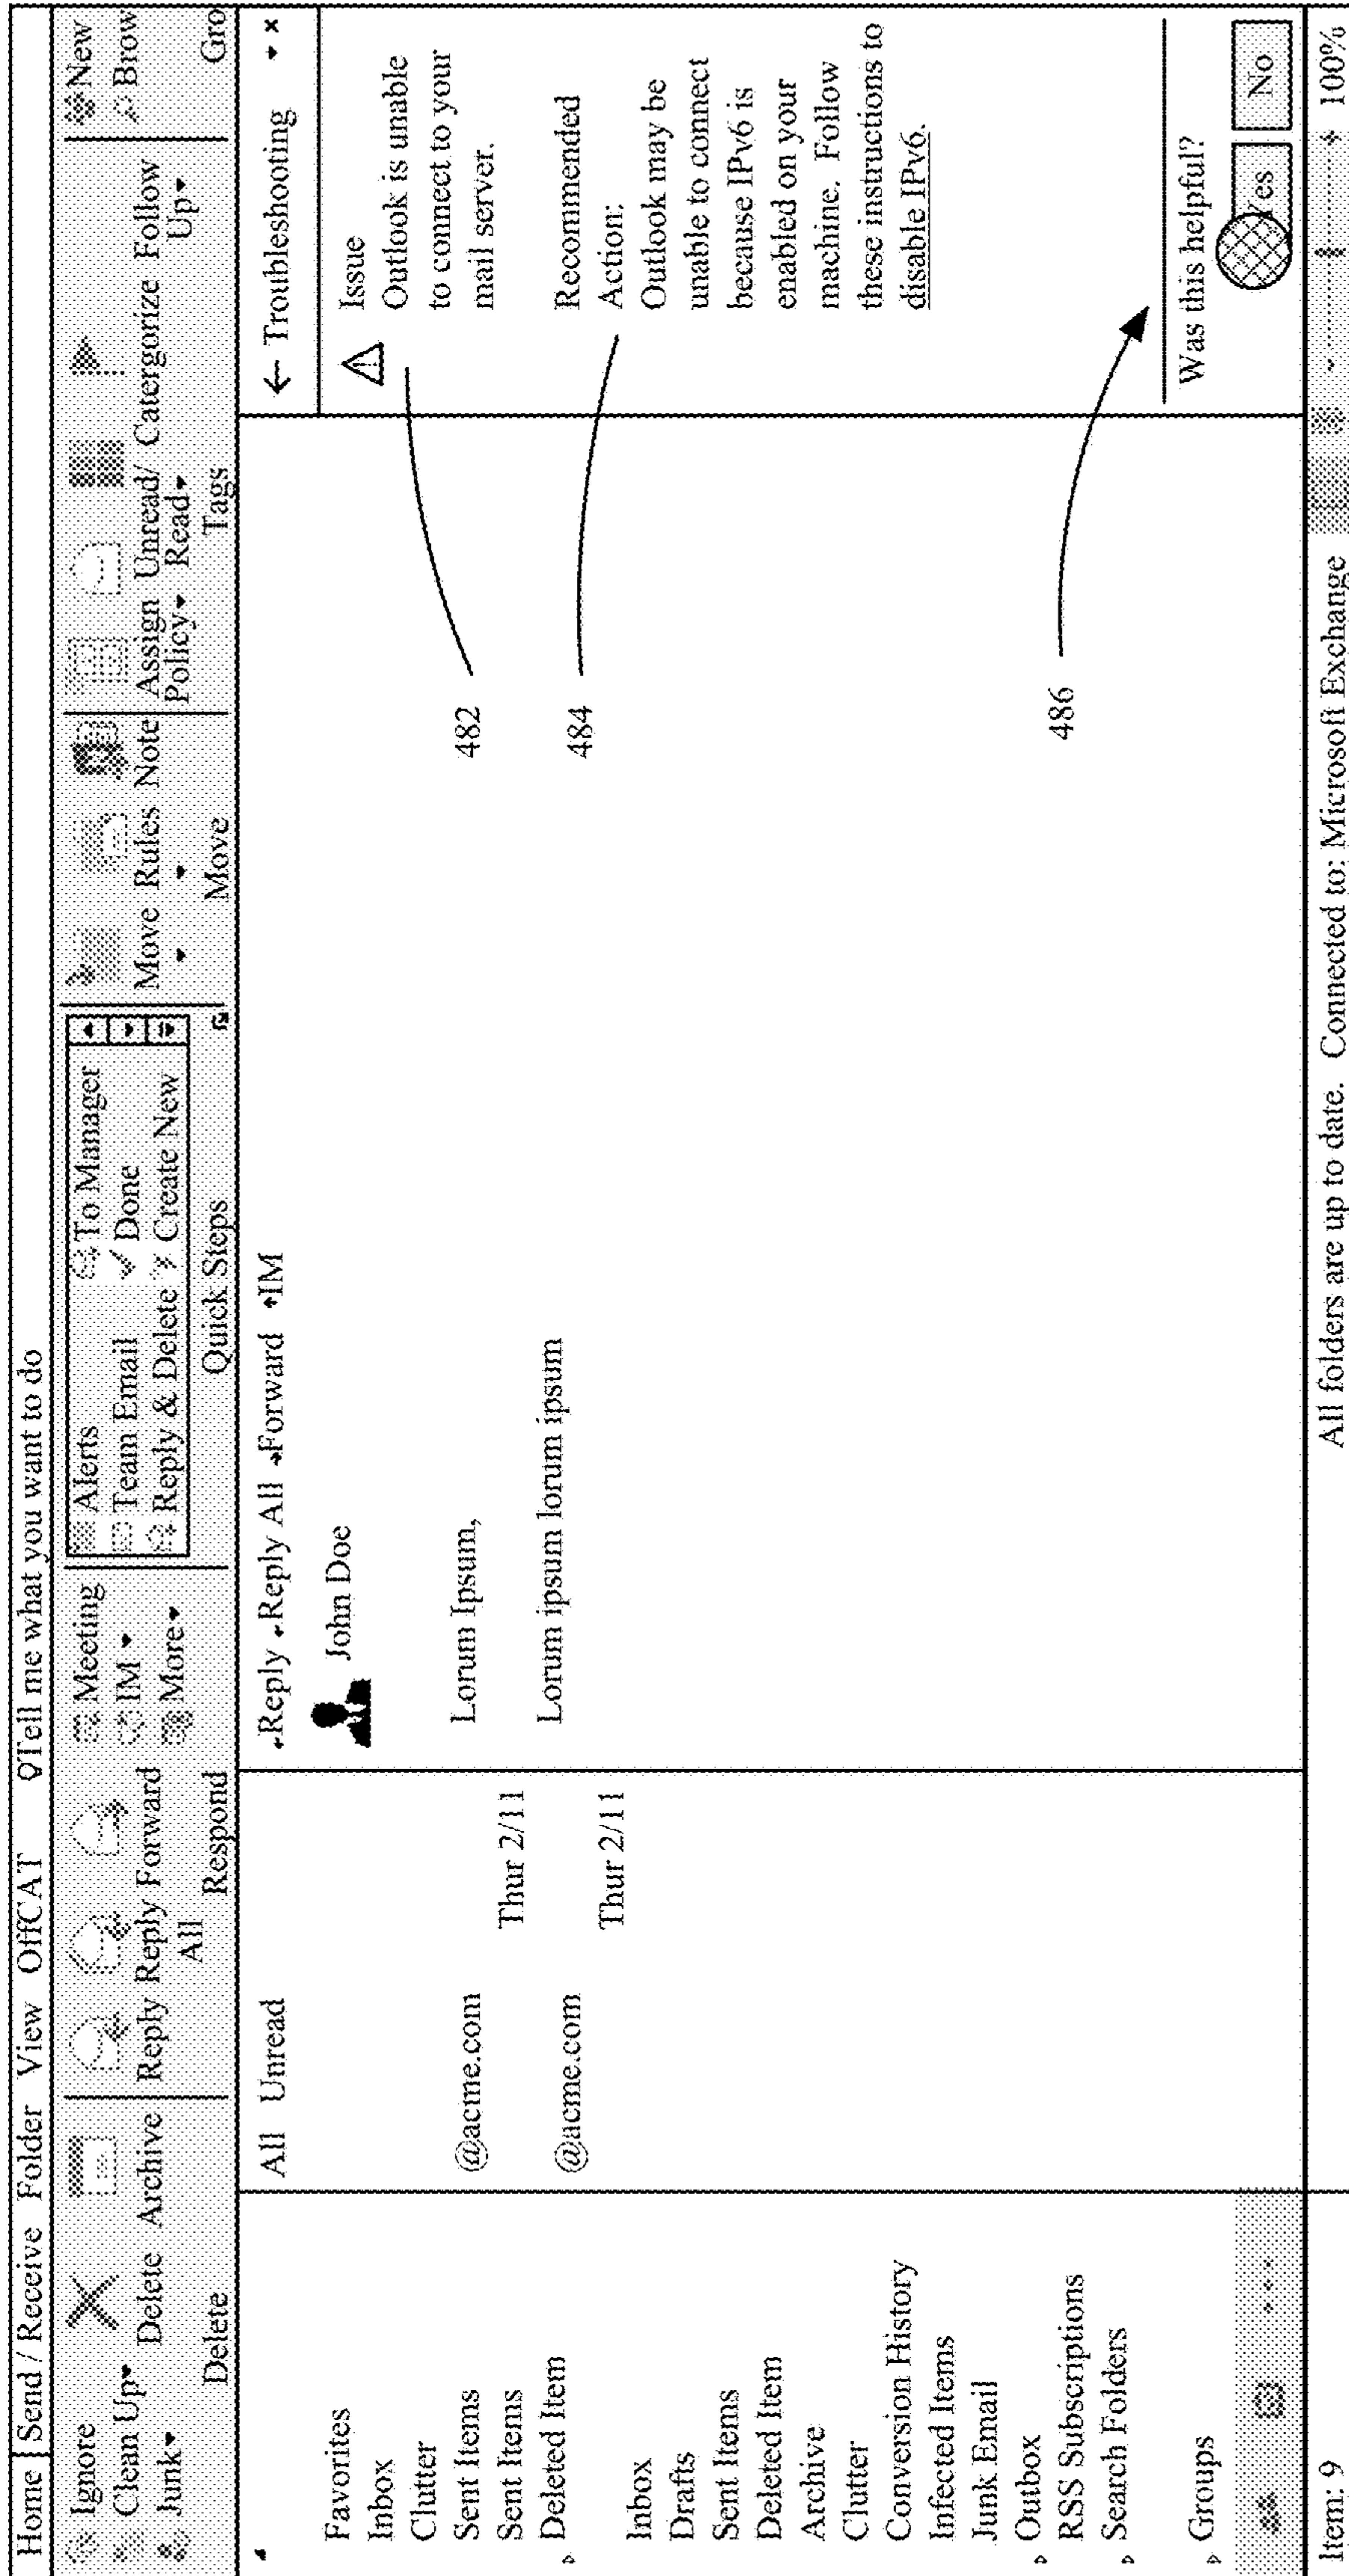 Home Send / Receive Folder View OffCAT Tell me what you want to do
Ignore
Clean Up
Junk
Delete Archive
Delete
Reply Reply Forward
All
Meeting
IM
More
Respond
Alerts To Manager
Team Email Done
Reply & Delete Create New
Quick Steps
Move Rules Note
Move
Assign Unread/ Catergorize Follow
Policy Read Up
Tags
New
Brow
Gro
Favorites
Inbox
Clutter
Sent Items
Sent Items
Deleted Item
Inbox
Drafts
Sent Items
Deleted Item
Archive
Clutter
Conversion History
Infected Items
Junk Email
Outbox
RSS Subscriptions
Search Folders
Groups
All Unread
@acme.com
Thur 2/11
@acme.com
Thur 2/11
Reply Reply All Forward IM
John Doe
Lorum Ipsum,
Lorum ipsum lorum ipsum
482
484
486
Troubleshooting
Issue
Outlook is unable
to connect to your
mail server.
Recommended
Action:
Outlook may be
unable to connect
because IPv6 is
enabled on your
machine. Follow
these instructions to
disable IPv6.
Was this helpful?
Yes No
Item: 9 All folders are up to date. Connected to: Microsoft Exchange 100%